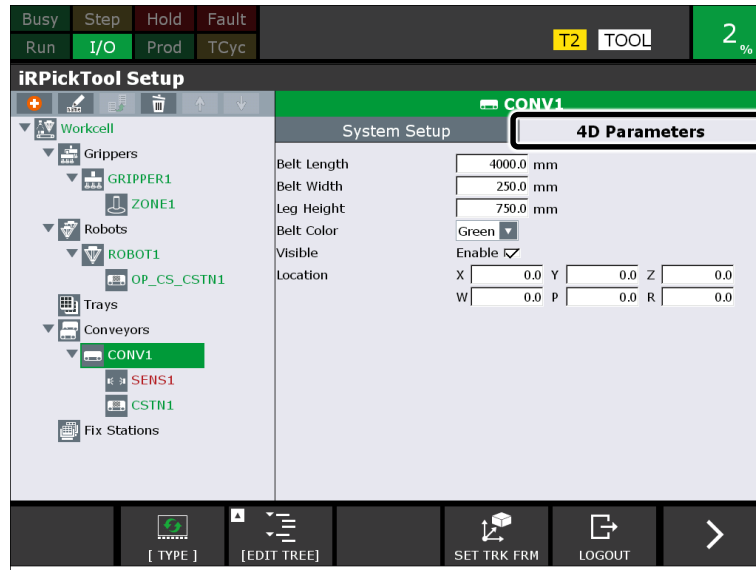 Busy Step Hold Fault
Run I/O Prod TCyc
T2 TOOL
2 %
iRPickTool Setup
CONV1
Workcell
Grippers
GRIPPER1
ZONE1
Robots
ROBOT1
OP_CS_CSTN1
Trays
Conveyors
CONV1
SENS1
CSTN1
Fix Stations
System Setup 4D Parameters
Belt Length 4000.0 mm
Belt Width 250.0 mm
Leg Height 750.0 mm
Belt Color Green
Visible Enable
Location X 0.0 Y 0.0 Z 0.0
W 0.0 P 0.0 R 0.0
[ TYPE ] [EDIT TREE] SET TRK FRM LOGOUT